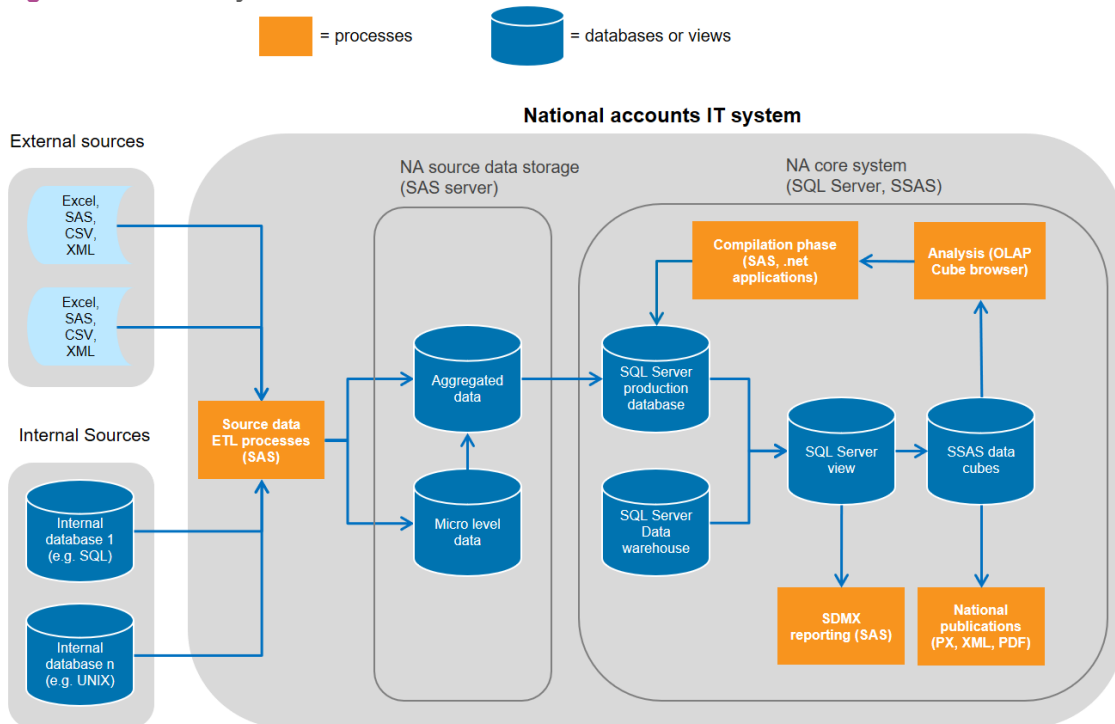 = processes
= databases or views
National accounts IT system
External sources
Excel,
SAS,
CSV,
XML
Excel,
SAS,
CSV,
XML
Internal Sources
Internal
database 1
(e.g. SQL)
Internal
database n
(e.g. UNIX)
Source data
ETL processes
(SAS)
NA source data storage
(SAS server)
Aggregated
data
Micro level
data
NA core system
(SQL Server, SSAS)
Compilation phase
(SAS, .net
applications)
Analysis (OLAP
Cube browser)
SQL Server
production
database
SQL Server
Data
warehouse
SQL Server
view
SSAS data
cubes
SDMX
reporting (SAS)
National
publications
(PX, XML, PDF)